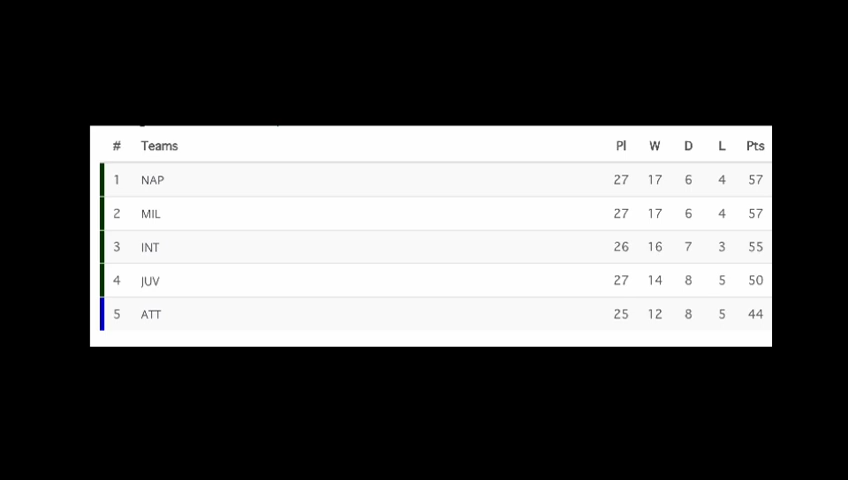 # Teams Pl W D L Pts
1 NAP 27 17 6 4 57
2 MIL 27 17 6 4 57
3 INT 26 16 7 3 55
4 JUV 27 14 8 5 50
5 ATT 25 12 8 5 44